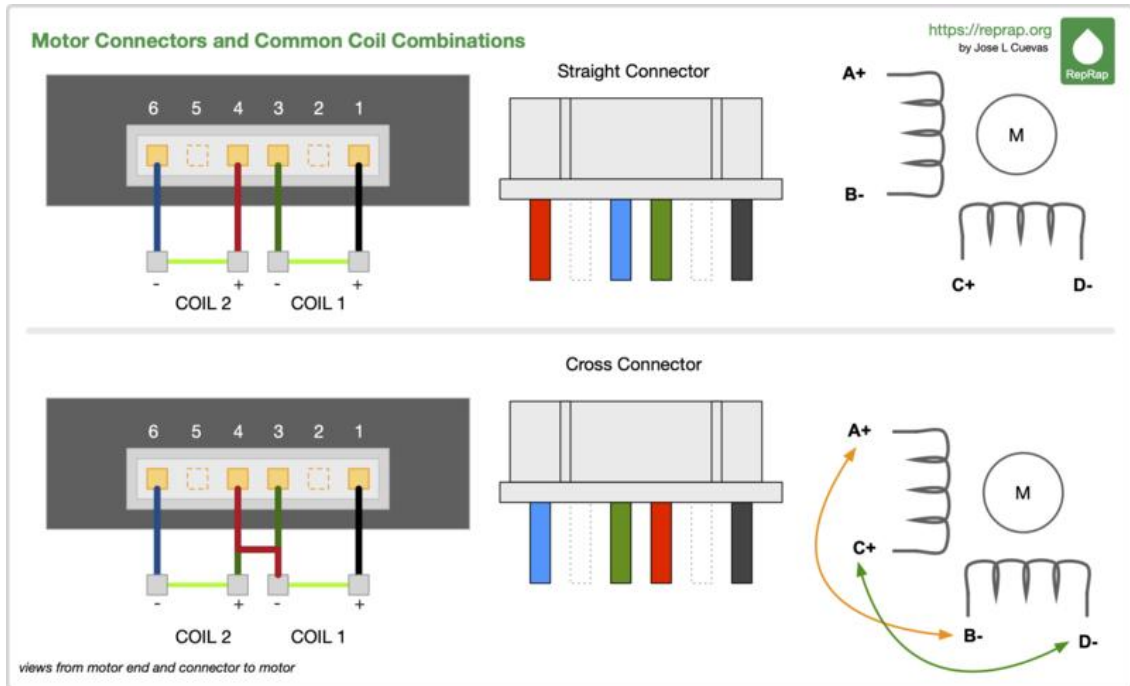 Motor Connectors and Common Coil Combinations
https://reprap.org
by Jose L Cuevas
RepRap
6 5 4 3 2 1
- + - +
COIL 2 COIL 1
Straight Connector
A+
M
B-
C+ D-
Cross Connector
6 5 4 3 2 1
- + - +
COIL 2 COIL 1
A+
M
C+
B- D-
views from motor end and connector to motor